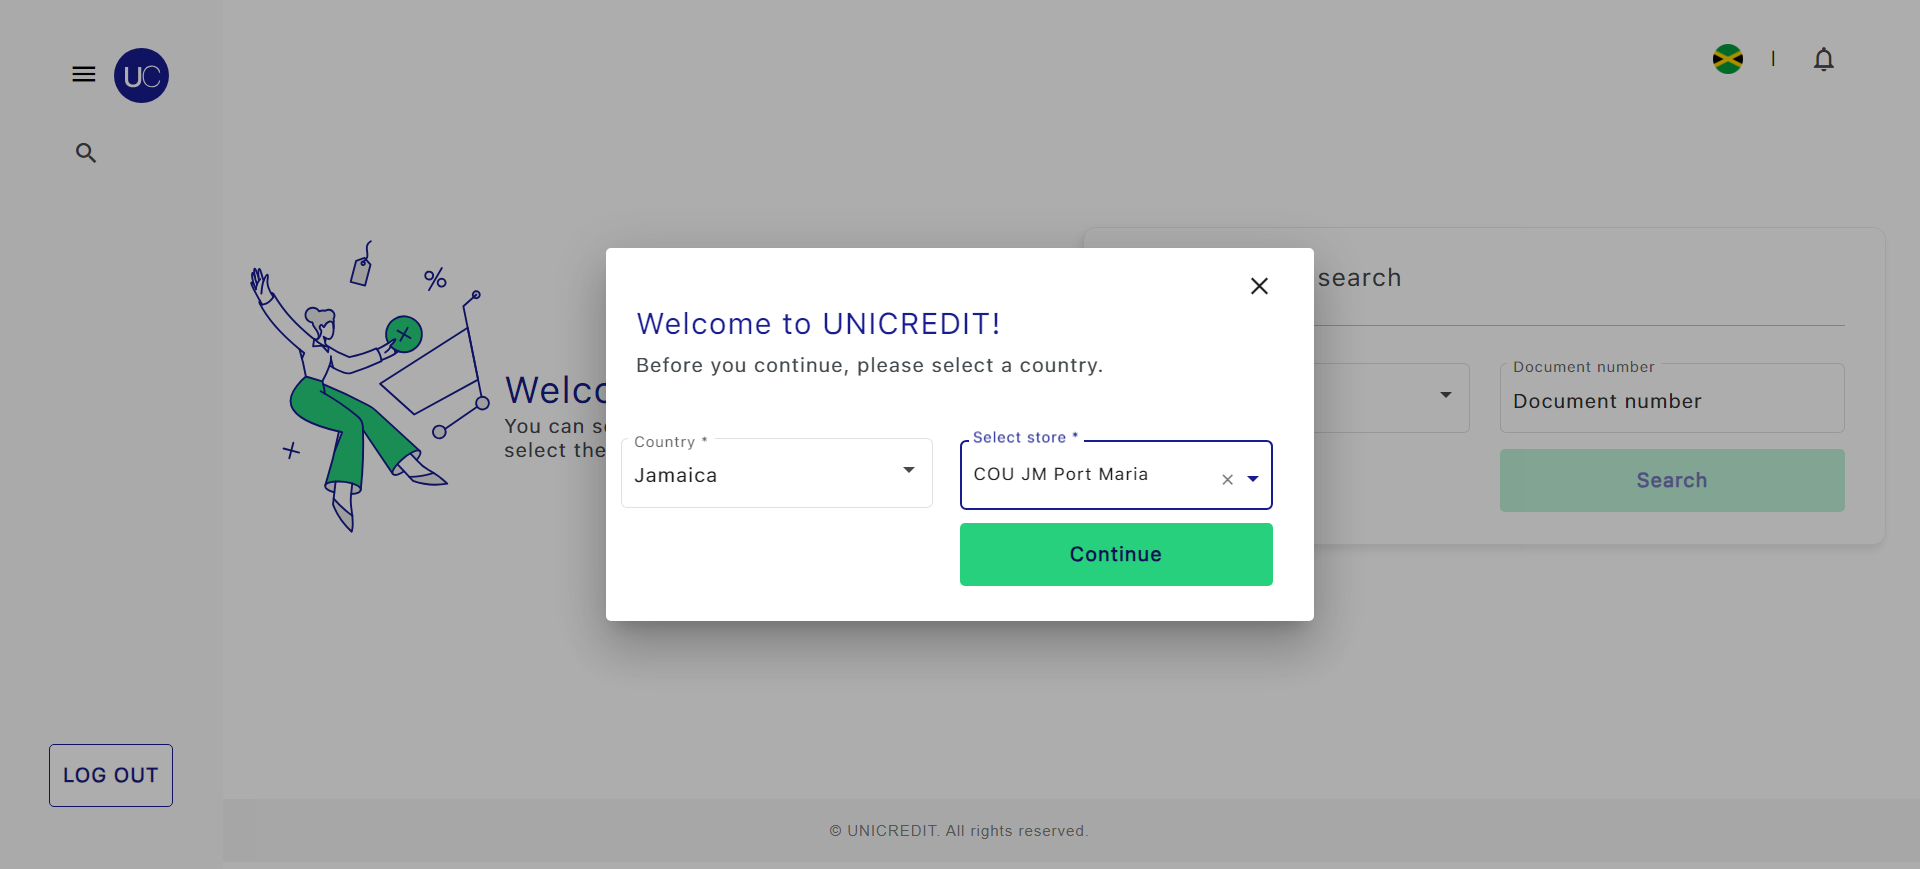 UC
search
Welcome to UNICREDIT!
Before you continue, please select a country.
Country *
Jamaica
Select store *
COU JM Port Maria
Continue
Document number
Document number
Search
You can
select the
LOG OUT
© UNICREDIT. All rights reserved.